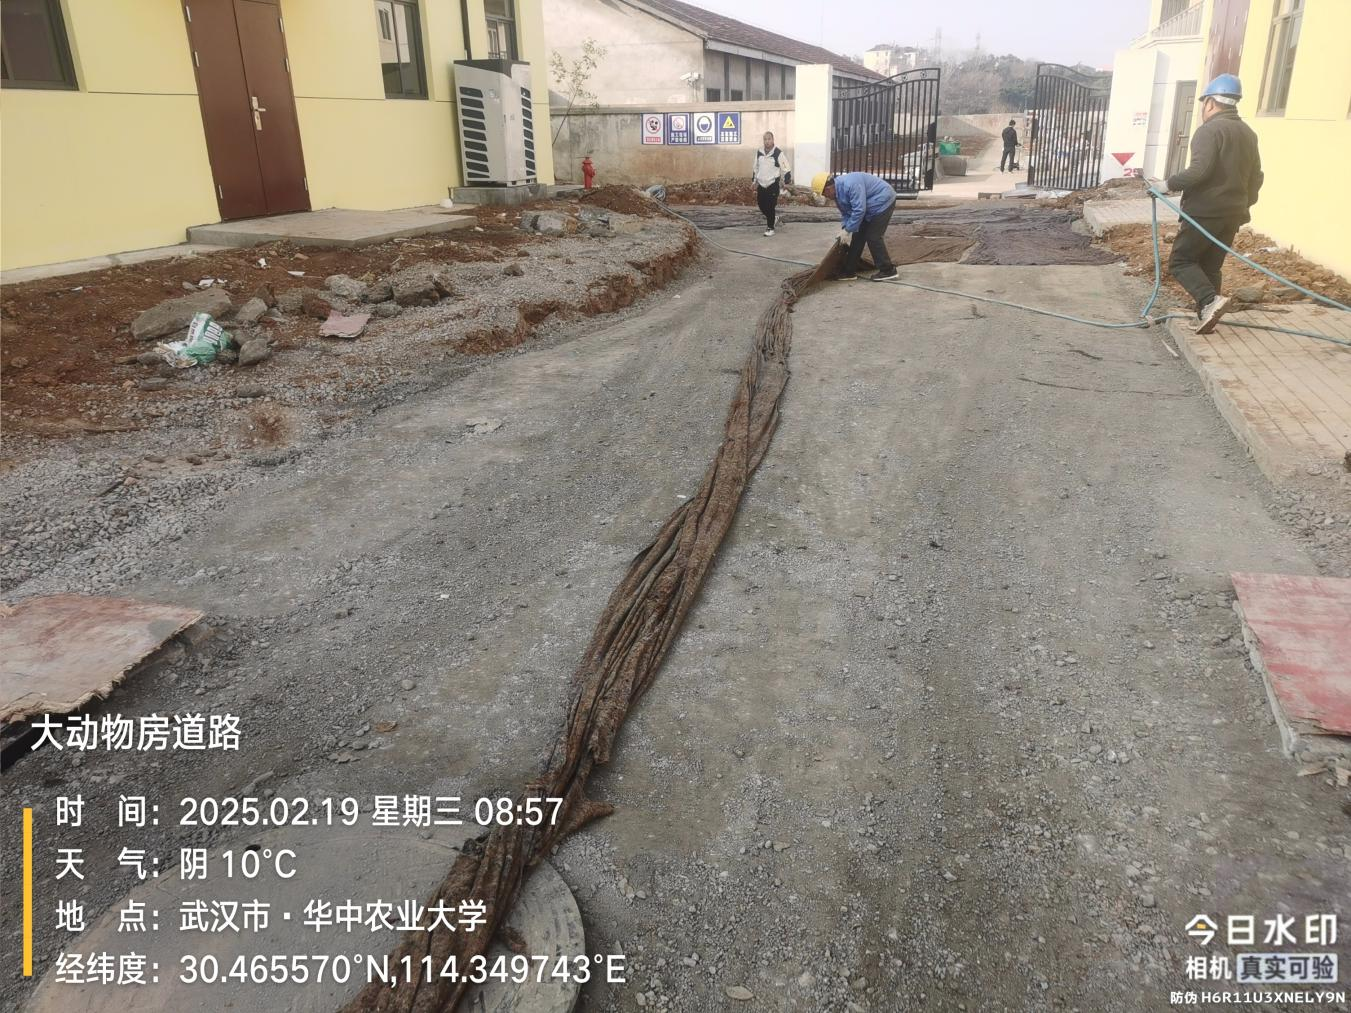 大动物房道路
时 间：2025.02.19 星期三 08:57
天 气：阴 10°C
地 点：武汉市·华中农业大学
经纬度：30.465570°N,114.349743°E
今日水印
相机 真实可验
防伪 H6R11U3XNELY9N